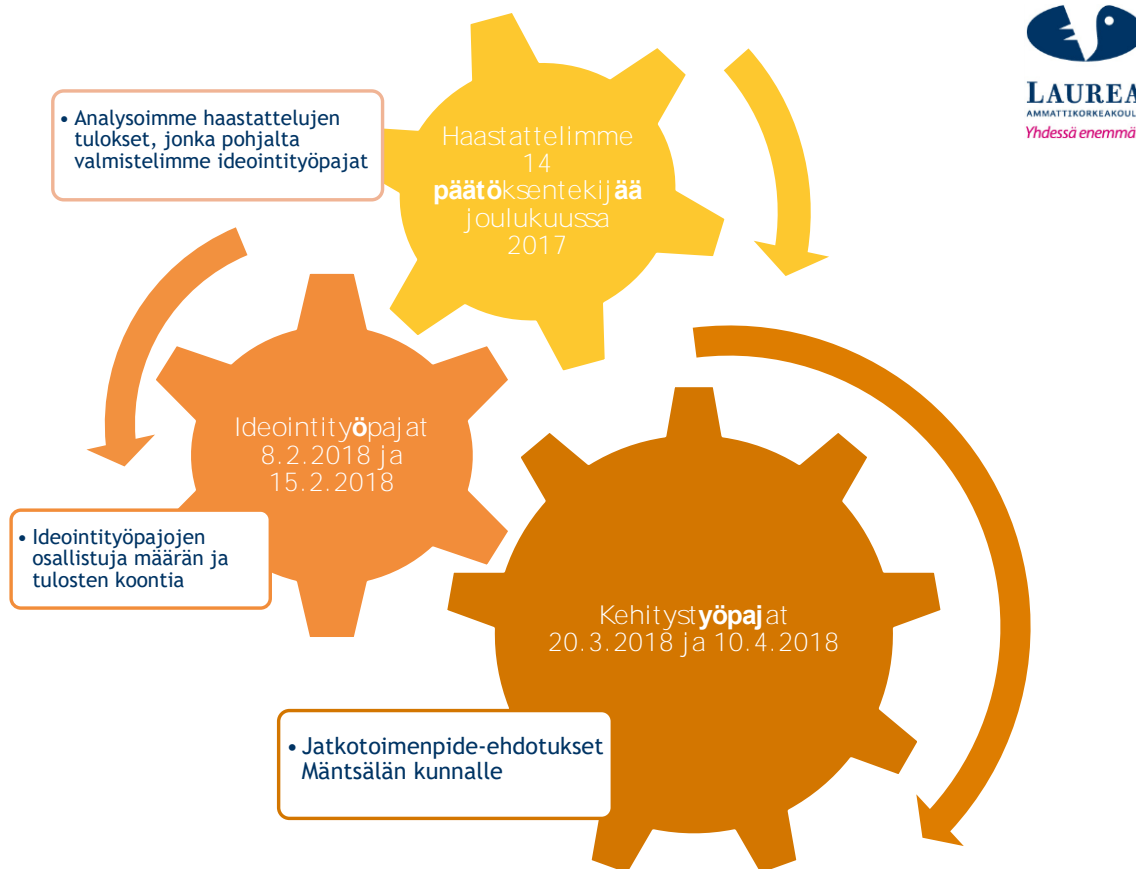 LAUREA
AMMATTIKORKEAKOUL
Yhdessä enemmä
• Analysoimme haastattelujen
tulokset, jonka pohjalta
valmistelimme ideointityöpajat
Haastattelimme
14
päätöksentekijää
joulukuussa
2017
Ideointityöpajat
8.2.2018 ja
15.2.2018
• Ideointityöpajojen
osallistuja määrän ja
tulosten koontia
Kehitystyöpajat
20.3.2018 ja 10.4.2018
• Jatkotoimenpide-ehdotukset
Mäntsälän kunnalle